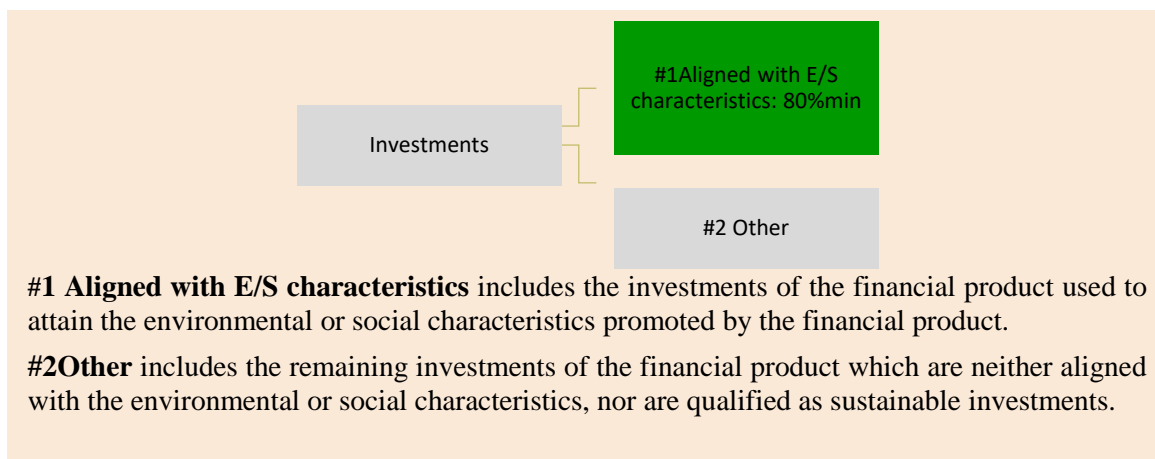 #1Aligned with E/S
characteristics: 80%min
Investments
#2 Other
#1 Aligned with E/S characteristics includes the investments of the financial product used to
attain the environmental or social characteristics promoted by the financial product.
#2Other includes the remaining investments of the financial product which are neither aligned
with the environmental or social characteristics, nor are qualified as sustainable investments.